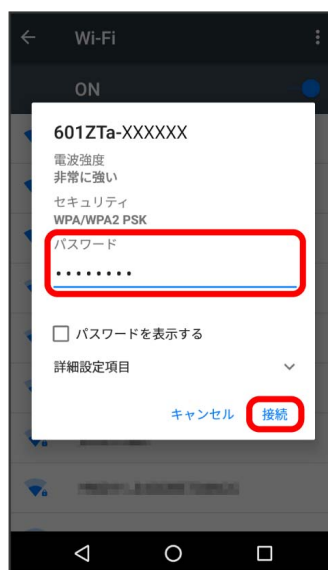 Wi-Fi
ON
601ZTa-XXXXXX
電波強度
非常に強い
セキュリティ
WPA/WPA2 PSK
パスワード
••••••••
パスワードを表示する
詳細設定項目
キャンセル 接続